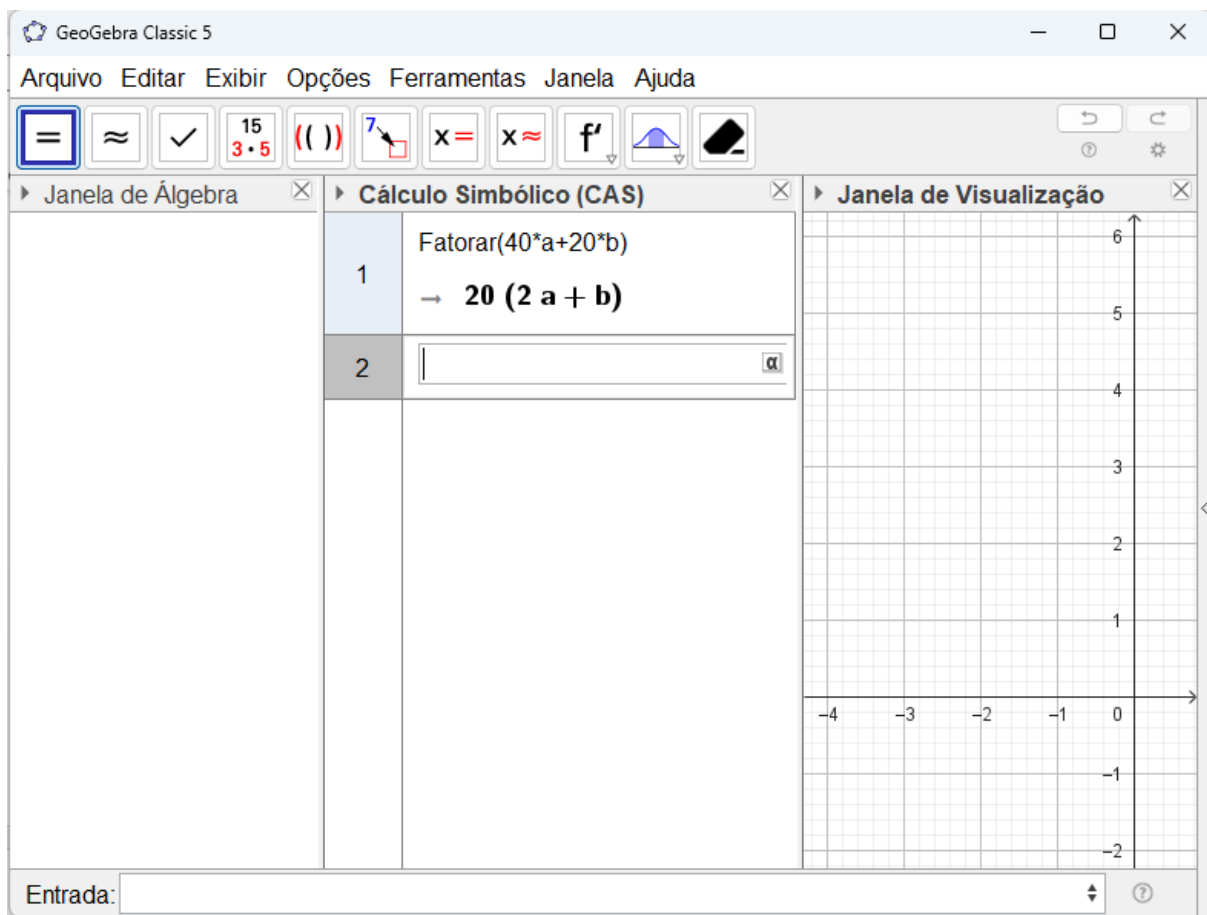 GeoGebra Classic 5
Arquivo Editar Exibir Opções Ferramentas Janela Ajuda
= ≈ ✓ 15 3·5 (( )) 7 x= x≈ f′
Janela de Álgebra
Cálculo Simbólico (CAS)
1
Fatorar(40*a+20*b)
→ 20 (2 a + b)
2
α
Janela de Visualização
6
5
4
3
2
1
–4 –3 –2 –1 0
–1
–2
Entrada: